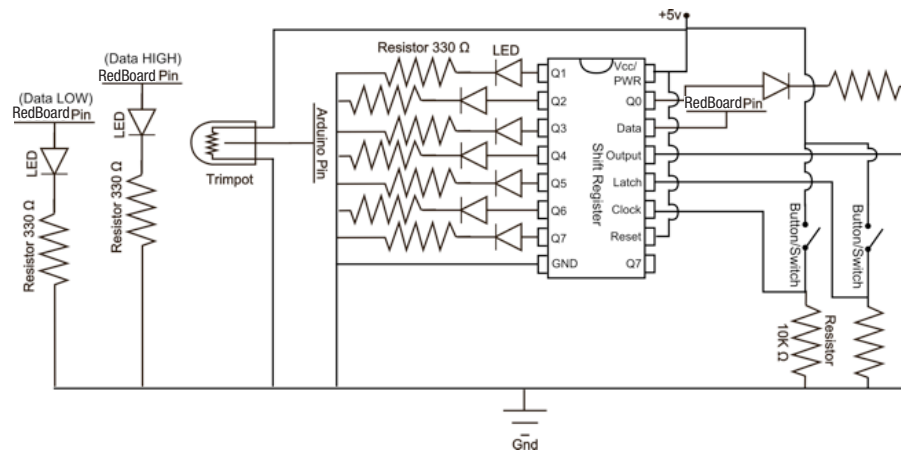 +5v
Resistor 330 Ω
LED
(Data HIGH)
RedBoard Pin
(Data LOW)
RedBoard Pin
LED
LED
Resistor 330 Ω
Resistor 330 Ω
Trimpot
Arduino Pin
Q1
Q2
Q3
Q4
Q5
Q6
Q7
GND
Shift Register
Vcc/
PWR
Q0
Data
Output
Latch
Clock
Reset
Q7
RedBoard Pin
Button/Switch
Button/Switch
Resistor
10K Ω
Gnd